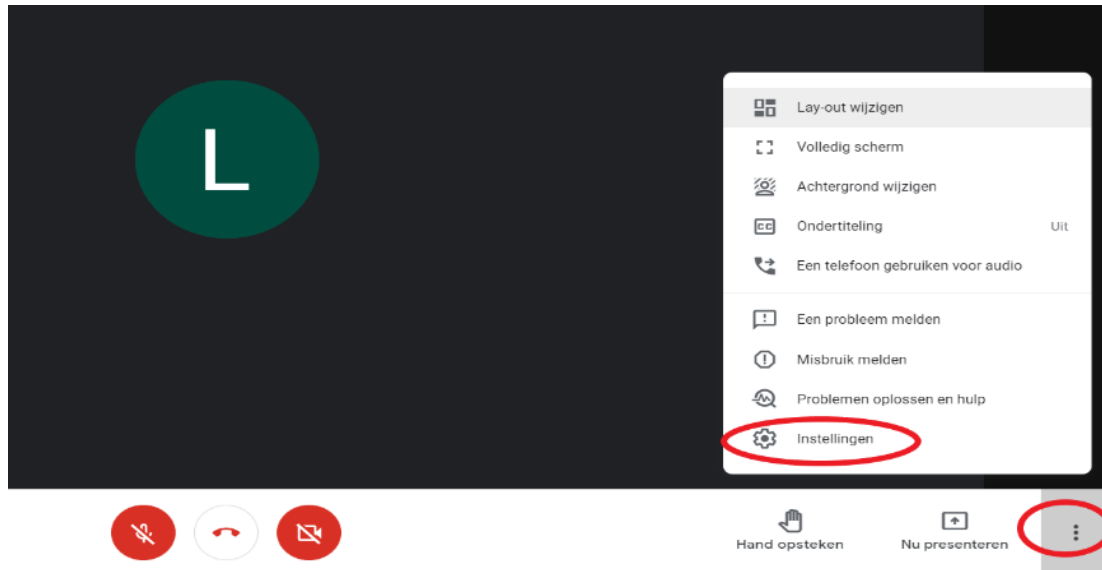 L
Lay-out wijzigen
Volledig scherm
Achtergrond wijzigen
CC Ondertiteling Uit
Een telefoon gebruiken voor audio
Een probleem melden
Misbruik melden
Problemen oplossen en hulp
Instellingen
Hand opsteken Nu presenteren